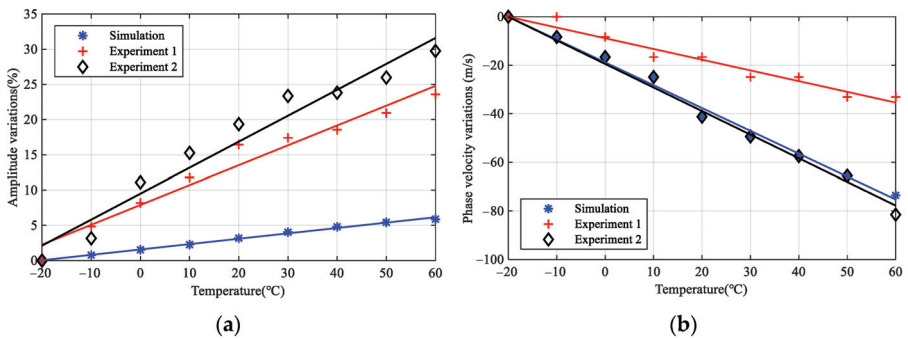 (a)
35
30
25
20
15
10
5
0
Amplitude variations(%)
Simulation
Experiment 1
Experiment 2
−20
−10
0
10
20
30
40
50
60
Temperature(°C)
(b)
0
−20
−40
−60
−80
−100
Phase velocity variations (m/s)
Simulation
Experiment 1
Experiment 2
−20
−10
0
10
20
30
40
50
60
Temperature(°C)